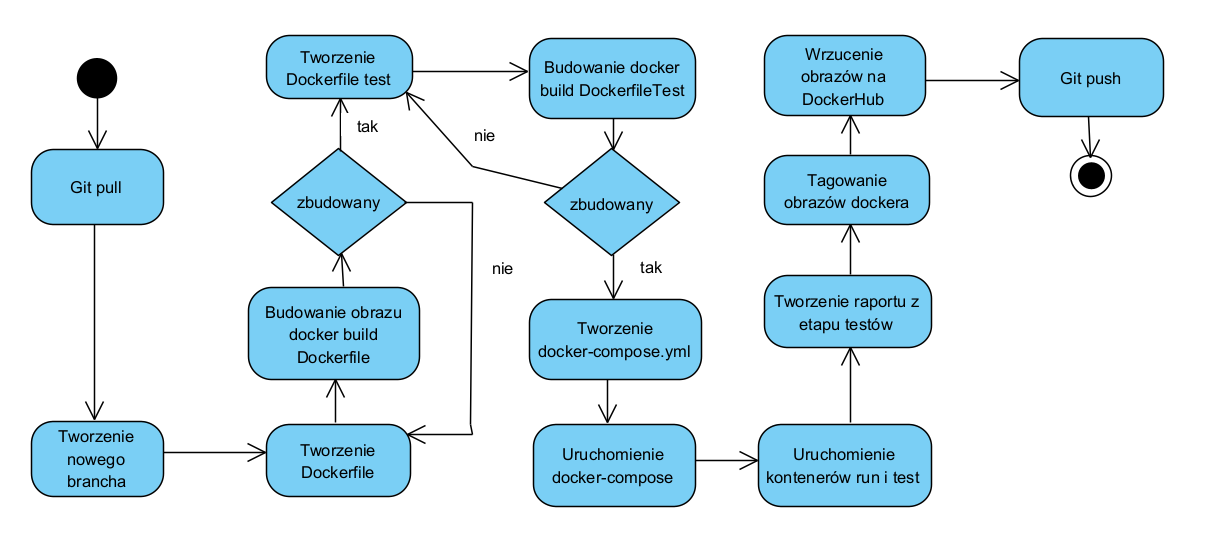 Git pull
Tworzenie
nowego
brancha
Tworzenie
Dockerfile
Budowanie obrazu
docker build
Dockerfile
zbudowany
nie
tak
Tworzenie
Dockerfile test
Budowanie docker
build DockerfileTest
zbudowany
nie
tak
Tworzenie
docker-compose.yml
Uruchomienie
docker-compose
Uruchomienie
kontenerów run i test
Tworzenie raportu z
etapu testów
Tagowanie
obrazów dockera
Wrzucenie
obrazów na
DockerHub
Git push